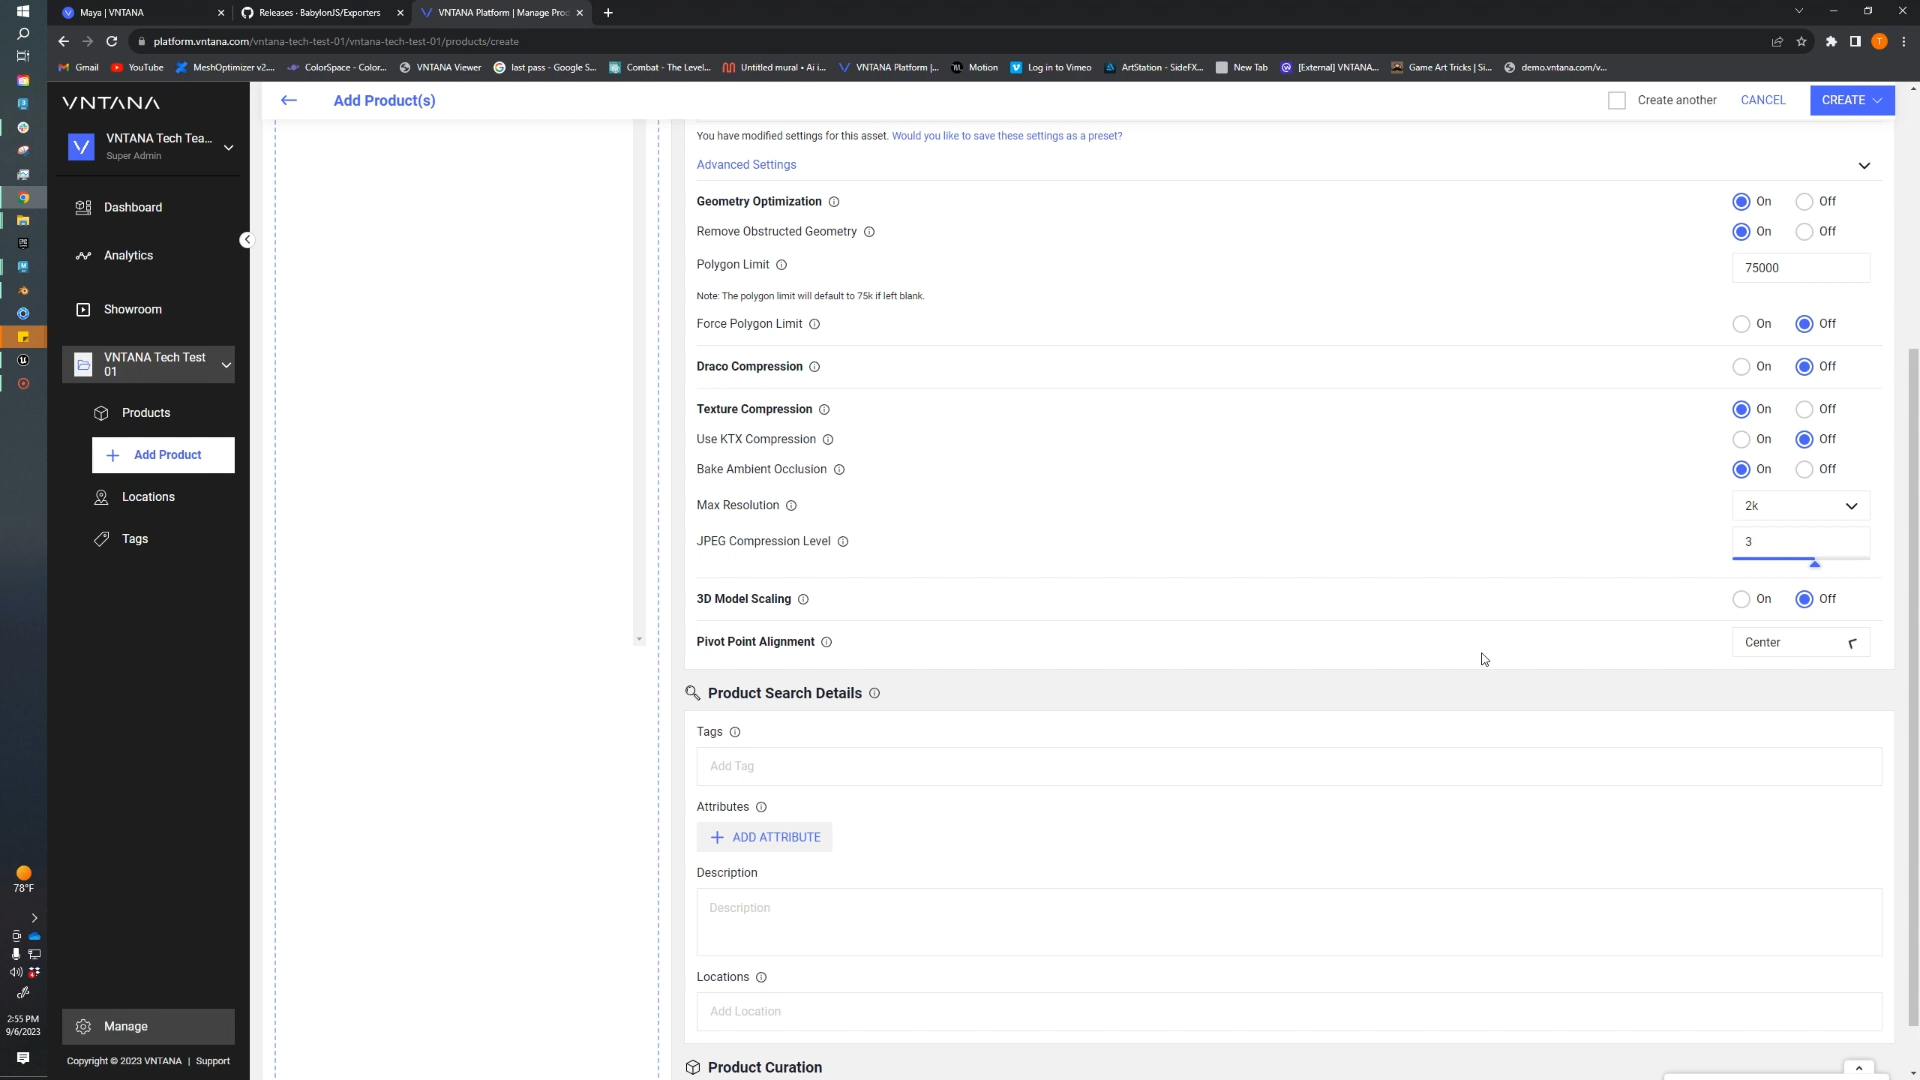 Maya | VNTANA
Releases · BabylonJS/Exporters
VNTANA Platform | Manage Proc
platform.vntana.com/vntana-tech-test-01/vntana-tech-test-01/products/create
Gmail
YouTube
MeshOptimizer v2....
ColorSpace - Color...
VNTANA Viewer
last pass - Google S...
Combat - The Level...
Untitled mural • Ai i...
VNTANA Platform |...
Motion
Log in to Vimeo
ArtStation - SideFX...
New Tab
[External] VNTANA...
Game Art Tricks | Si...
demo.vntana.com/v...
VNTANA
Add Product(s)
Create another
CANCEL
CREATE
VNTANA Tech Tea...
Super Admin
Dashboard
Analytics
Showroom
VNTANA Tech Test
01
Products
Add Product
Locations
Tags
Manage
Copyright © 2023 VNTANA | Support
78°F
2:55 PM
9/6/2023
You have modified settings for this asset. Would you like to save these settings as a preset?
Advanced Settings
Geometry Optimization
On
Off
Remove Obstructed Geometry
On
Off
Polygon Limit
75000
Note: The polygon limit will default to 75k if left blank.
Force Polygon Limit
On
Off
Draco Compression
On
Off
Texture Compression
On
Off
Use KTX Compression
On
Off
Bake Ambient Occlusion
On
Off
Max Resolution
2k
JPEG Compression Level
3
3D Model Scaling
On
Off
Pivot Point Alignment
Center
Product Search Details
Tags
Add Tag
Attributes
ADD ATTRIBUTE
Description
Description
Locations
Add Location
Product Curation